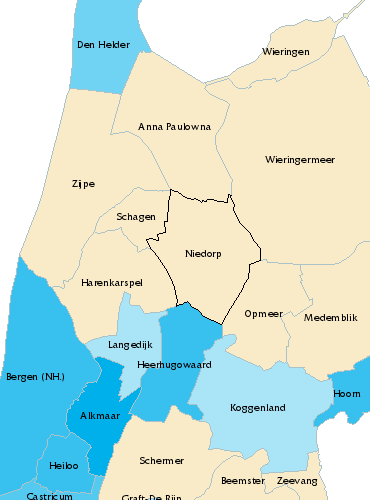 Den Helder
Wieringen
Anna Paulowna
Wieringermeer
Zijpe
Schagen
Niedorp
Harenkarspel
Opmeer
Medemblik
Langedijk
Heerhugowaard
Bergen (NH.)
Hoorn
Koggenland
Alkmaar
Schermer
Heiloo
Beemster
Zeevang
Castricum
Graft-De Rijn